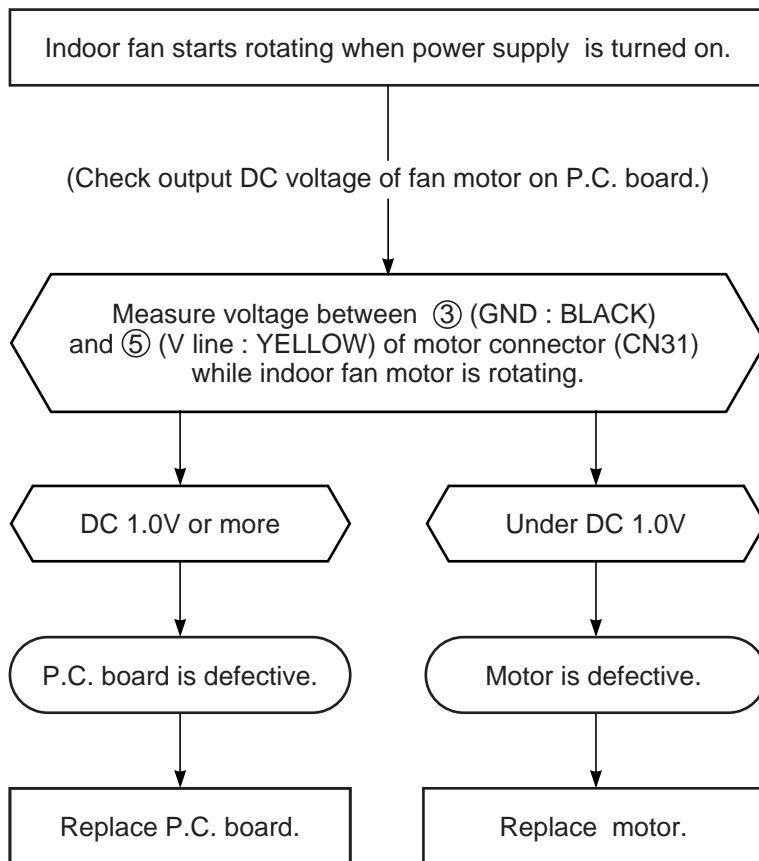 Indoor fan starts rotating when power supply is turned on.
(Check output DC voltage of fan motor on P.C. board.)
Measure voltage between ③ (GND : BLACK)
and ⑤ (V line : YELLOW) of motor connector (CN31)
while indoor fan motor is rotating.
DC 1.0V or more
Under DC 1.0V
P.C. board is defective.
Motor is defective.
Replace P.C. board.
Replace motor.